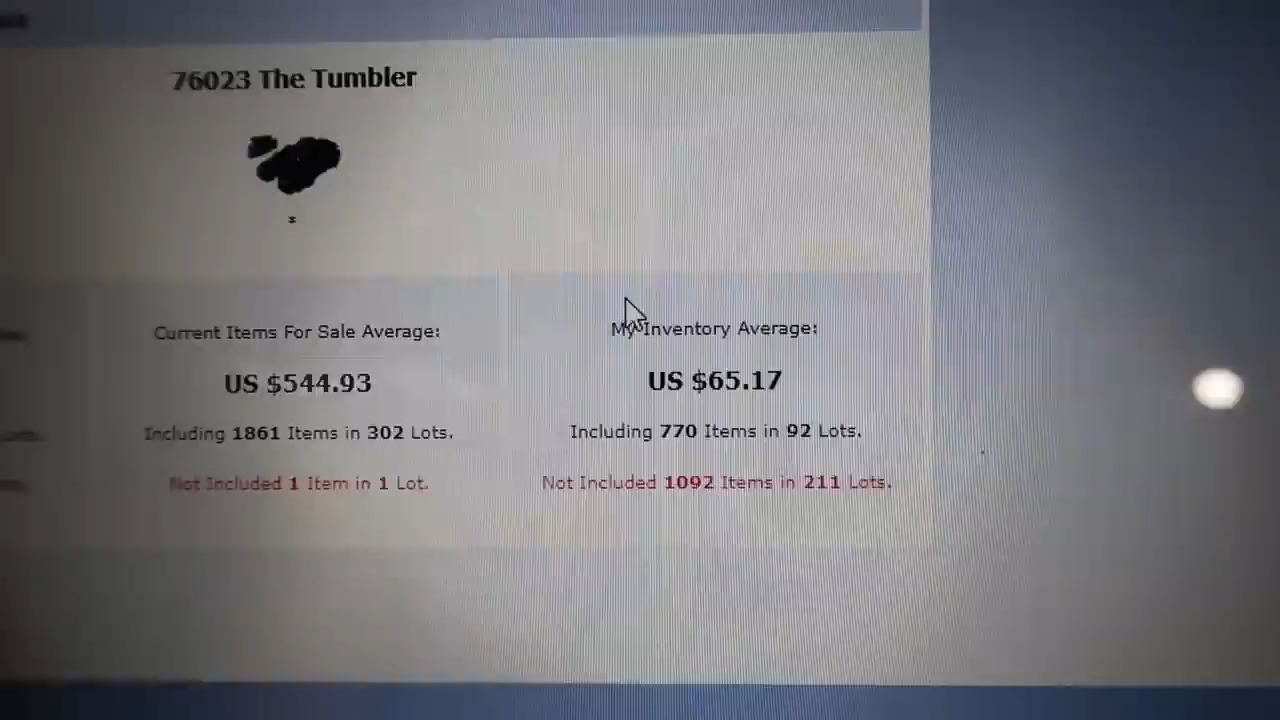 76023 The Tumbler
Current Items For Sale Average:
US $544.93
Including 1861 Items in 302 Lots.
Not Included 1 Item in 1 Lot.
My Inventory Average:
US $65.17
Including 770 Items in 92 Lots.
Not Included 1092 Items in 211 Lots.